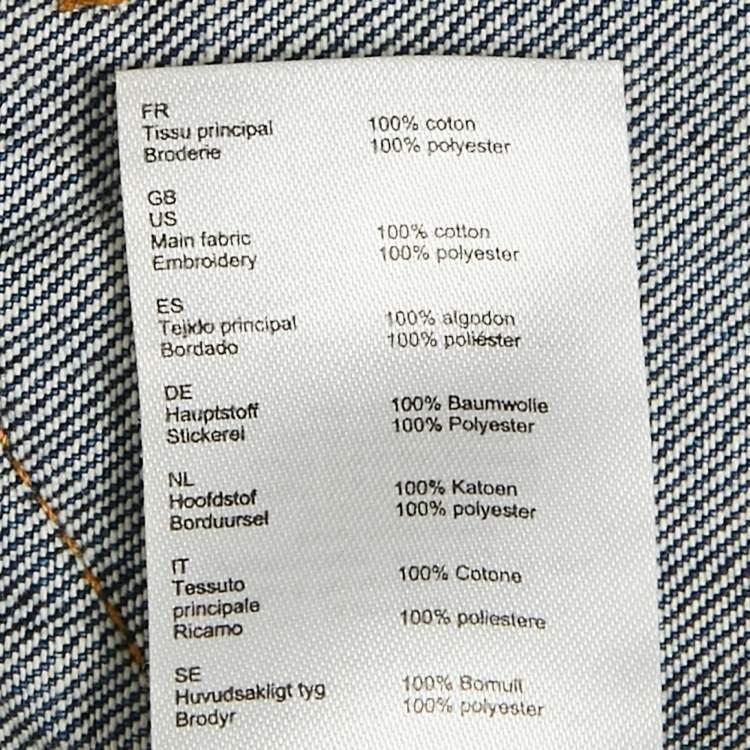 FR
Tissu principal 100% coton
Broderie 100% polyester
GB
US
Main fabric 100% cotton
Embroidery 100% polyester
ES
Tejido principal 100% algodon
Bordado 100% poliéster
DE
Hauptstoff 100% Baumwolle
Stickerei 100% Polyester
NL
Hoofdstof 100% Katoen
Borduursel 100% polyester
IT
Tessuto 100% Cotone
principale
Ricamo 100% poliestere
SE
Huvudsakligt tyg 100% Bomull
Brodyr 100% polyester